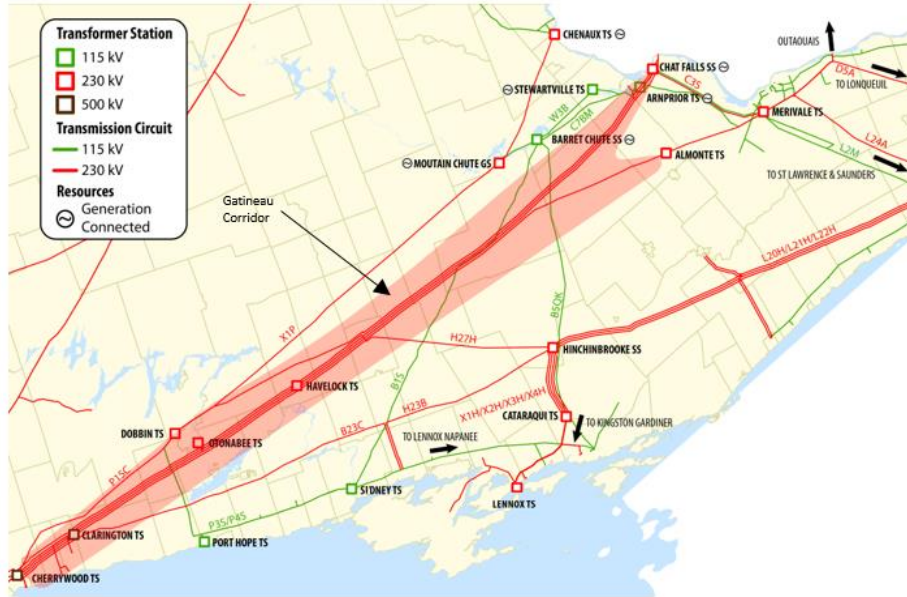 Transformer Station
115 kV
230 kV
500 kV
Transmission Circuit
115 kV
230 kV
Resources
Generation
Connected
CHENAUX TS
OUTAOUAIS
CHAT FALLS SS
D5A
TO LONQUEUIL
STEWARTVILLE TS
C3S
ARNPRIOR TS
MERIVALE TS
W3B
C7BM
BARRET CHUTE SS
L24A
L2M
MOUTAIN CHUTE GS
ALMONTE TS
TO ST LAWRENCE & SAUNDERS
Gatineau
Corridor
L20H/L21H/L22H
B5QK
X1P
H27H
HINCHINBROOKE SS
B1S
HAVELOCK TS
H23B
X1H/X2H/X3H/X4H
CATARAQUI TS
B23C
TO KINGSTON GARDINER
DOBBIN TS
OTONABEE TS
TO LENNOX NAPANEE
P15C
SIDNEY TS
LENNOX TS
P3S/P4S
CLARINGTON TS
PORT HOPE TS
CHERRYWOOD TS